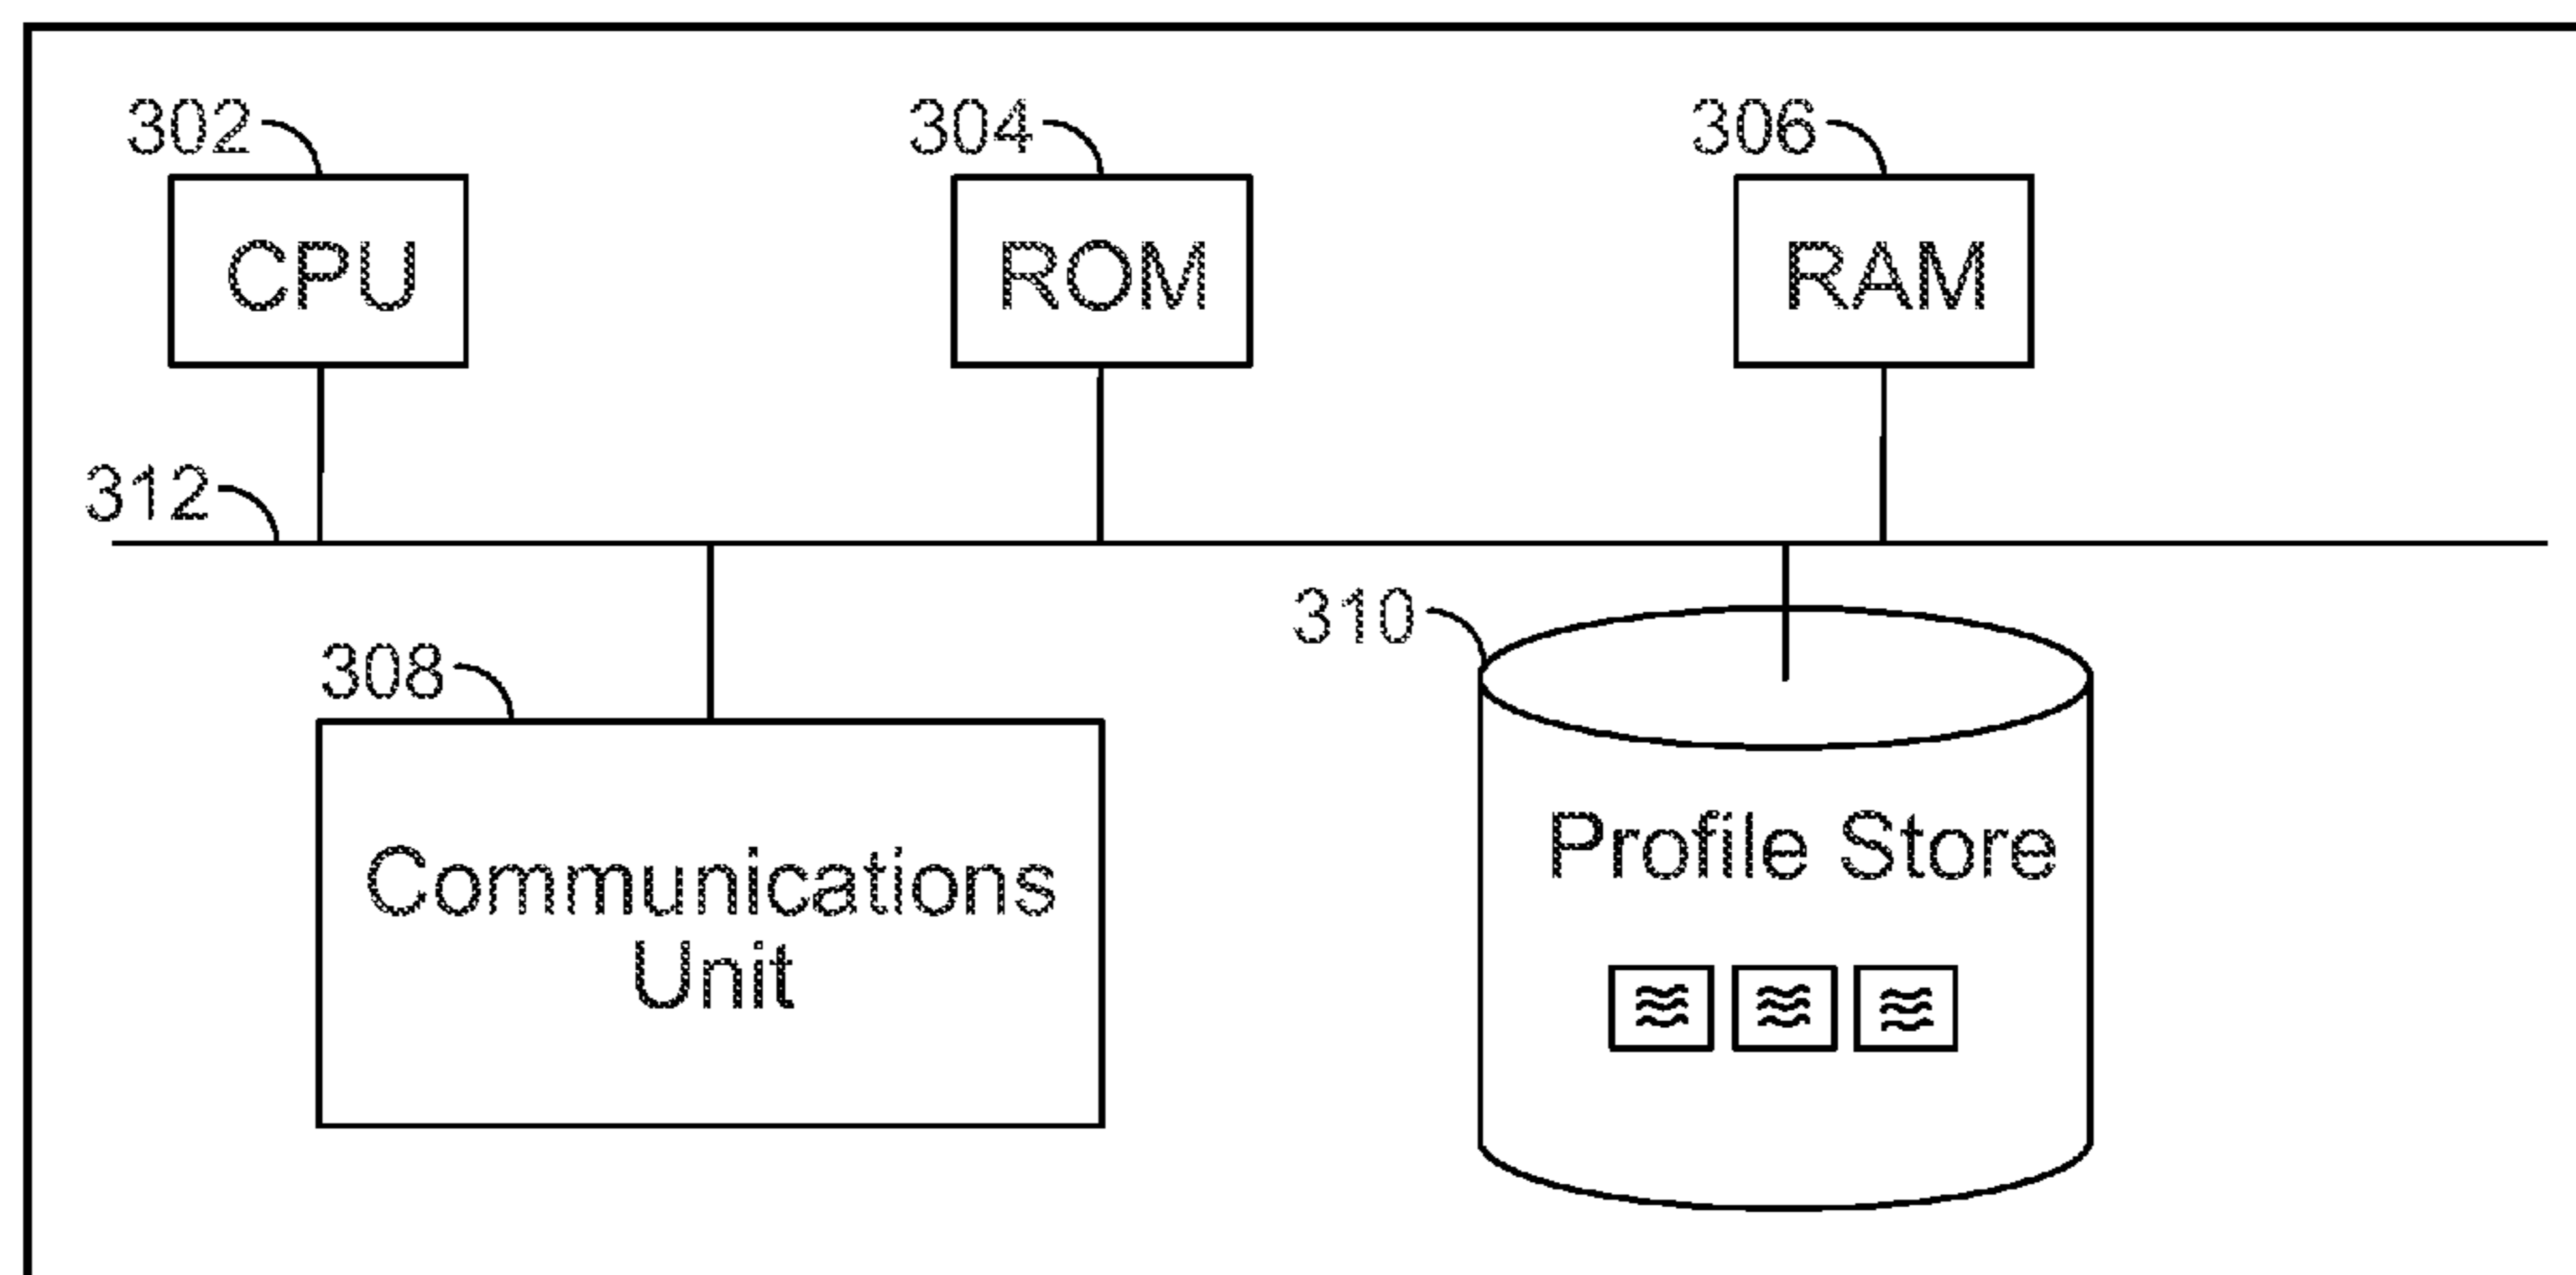 302
304
306
CPU
ROM
RAM
312
310
308
Profile Store
Communications
Unit